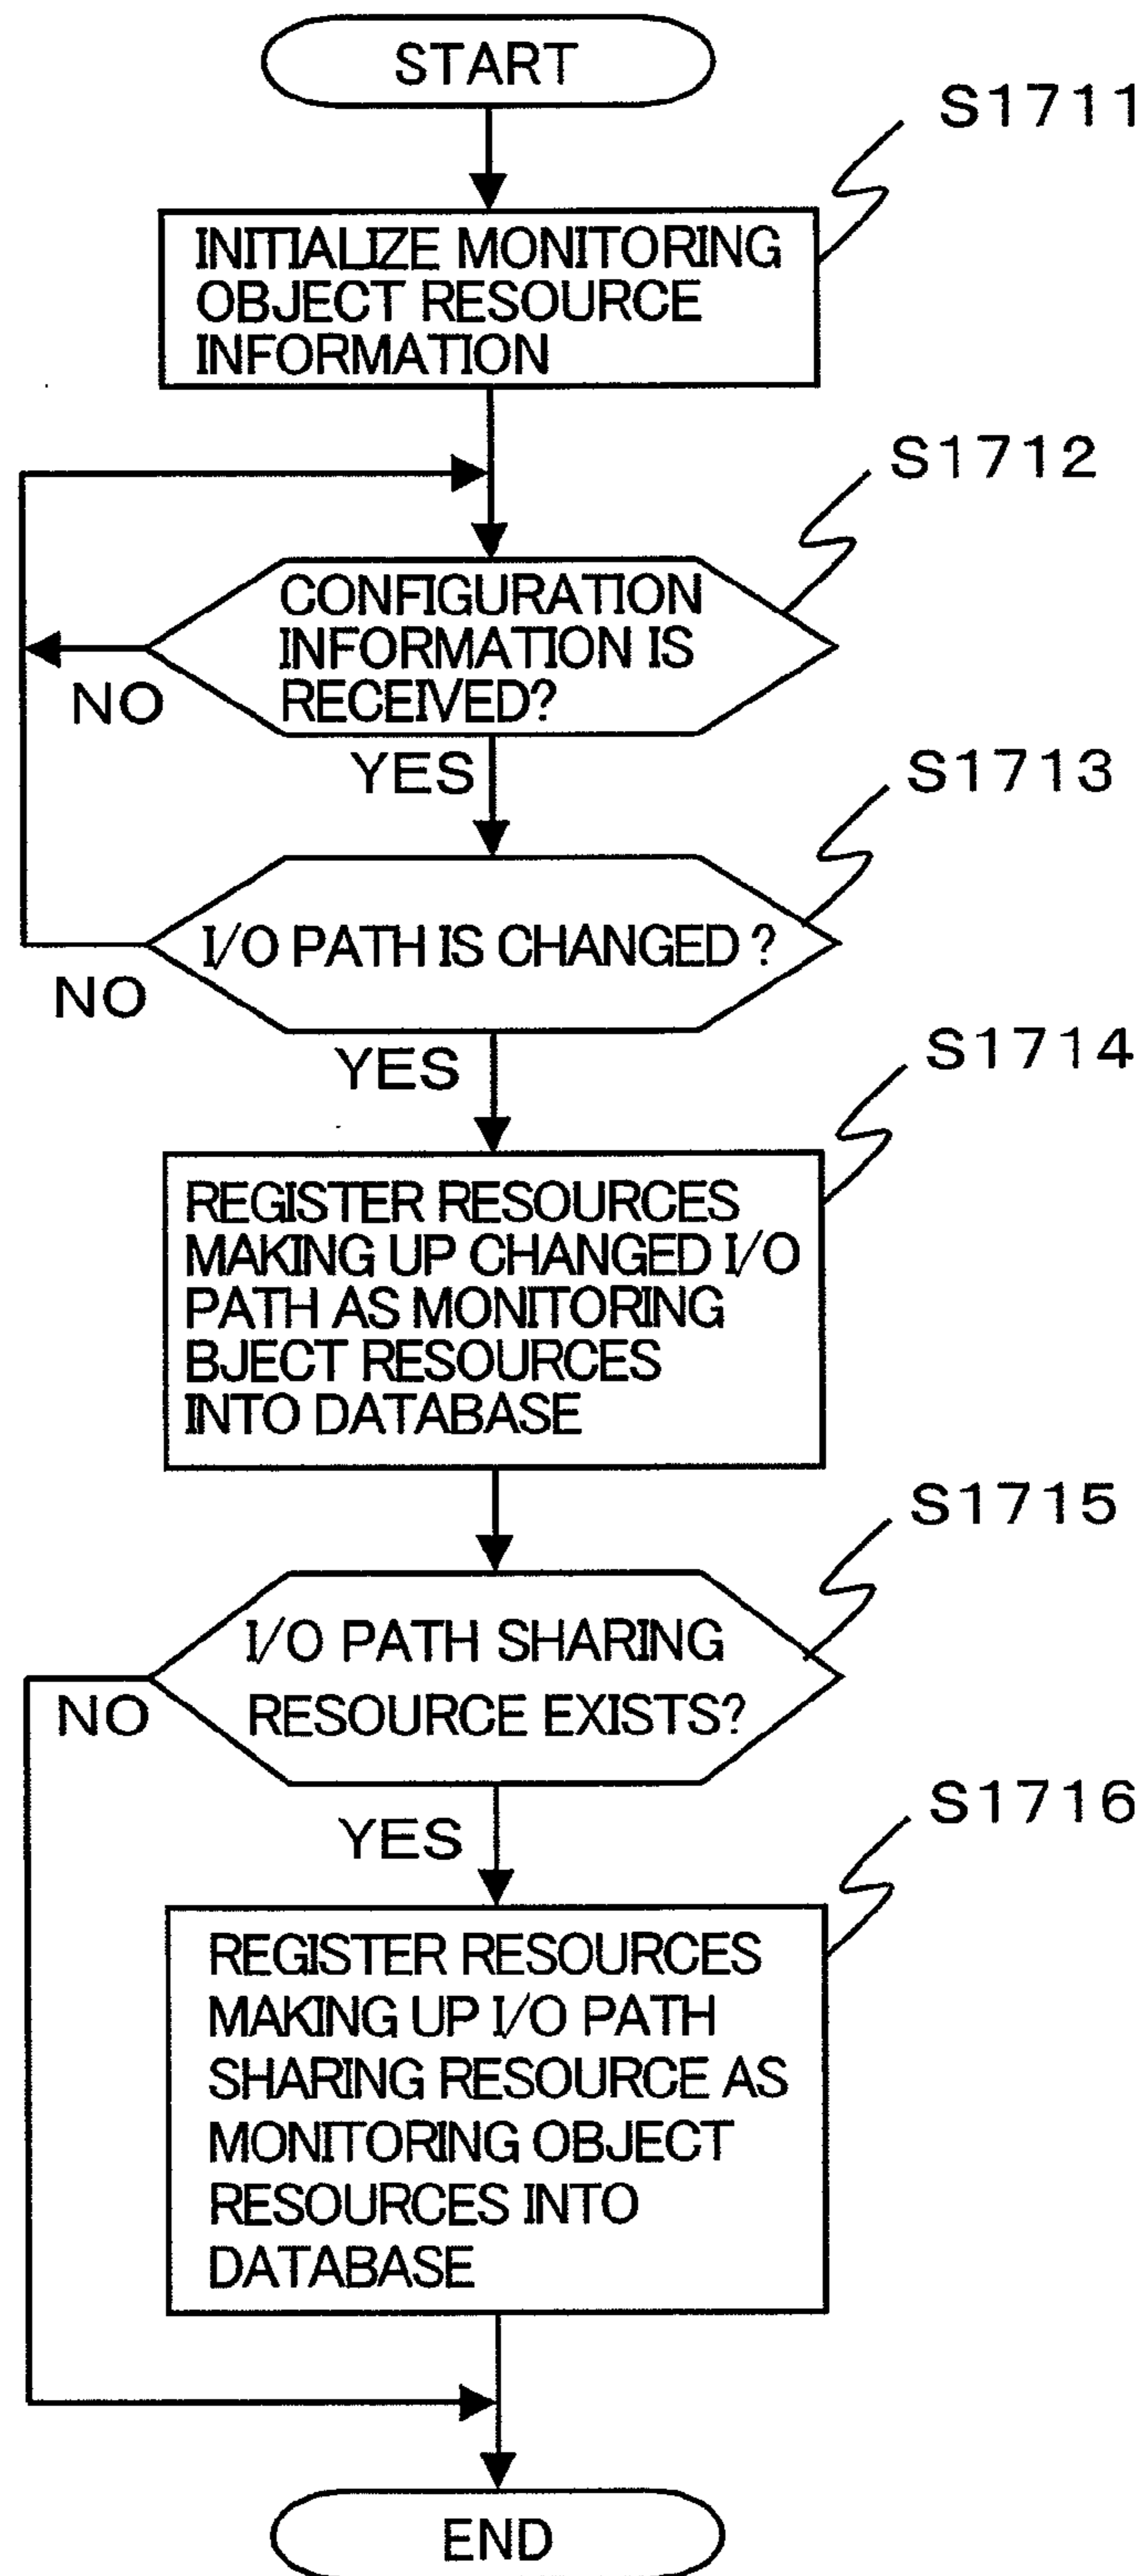 START
S1711
INITIALIZE MONITORING
OBJECT RESOURCE
INFORMATION
S1712
CONFIGURATION
INFORMATION IS
RECEIVED?
NO
YES
S1713
I/O PATH IS CHANGED ?
NO
YES
S1714
REGISTER RESOURCES
MAKING UP CHANGED I/O
PATH AS MONITORING
BJECT RESOURCES
INTO DATABASE
S1715
I/O PATH SHARING
RESOURCE EXISTS?
NO
YES
S1716
REGISTER RESOURCES
MAKING UP I/O PATH
SHARING RESOURCE AS
MONITORING OBJECT
RESOURCES INTO
DATABASE
END